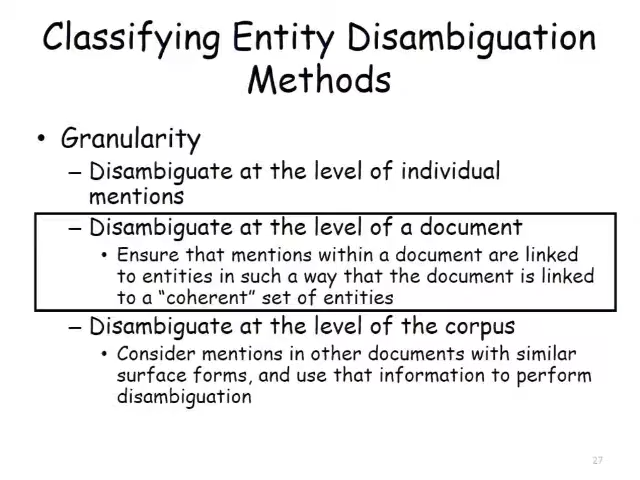 Classifying Entity Disambiguation
Methods
• Granularity
– Disambiguate at the level of individual
mentions
– Disambiguate at the level of a document
• Ensure that mentions within a document are linked
to entities in such a way that the document is linked
to a “coherent” set of entities
– Disambiguate at the level of the corpus
• Consider mentions in other documents with similar
surface forms, and use that information to perform
disambiguation
27